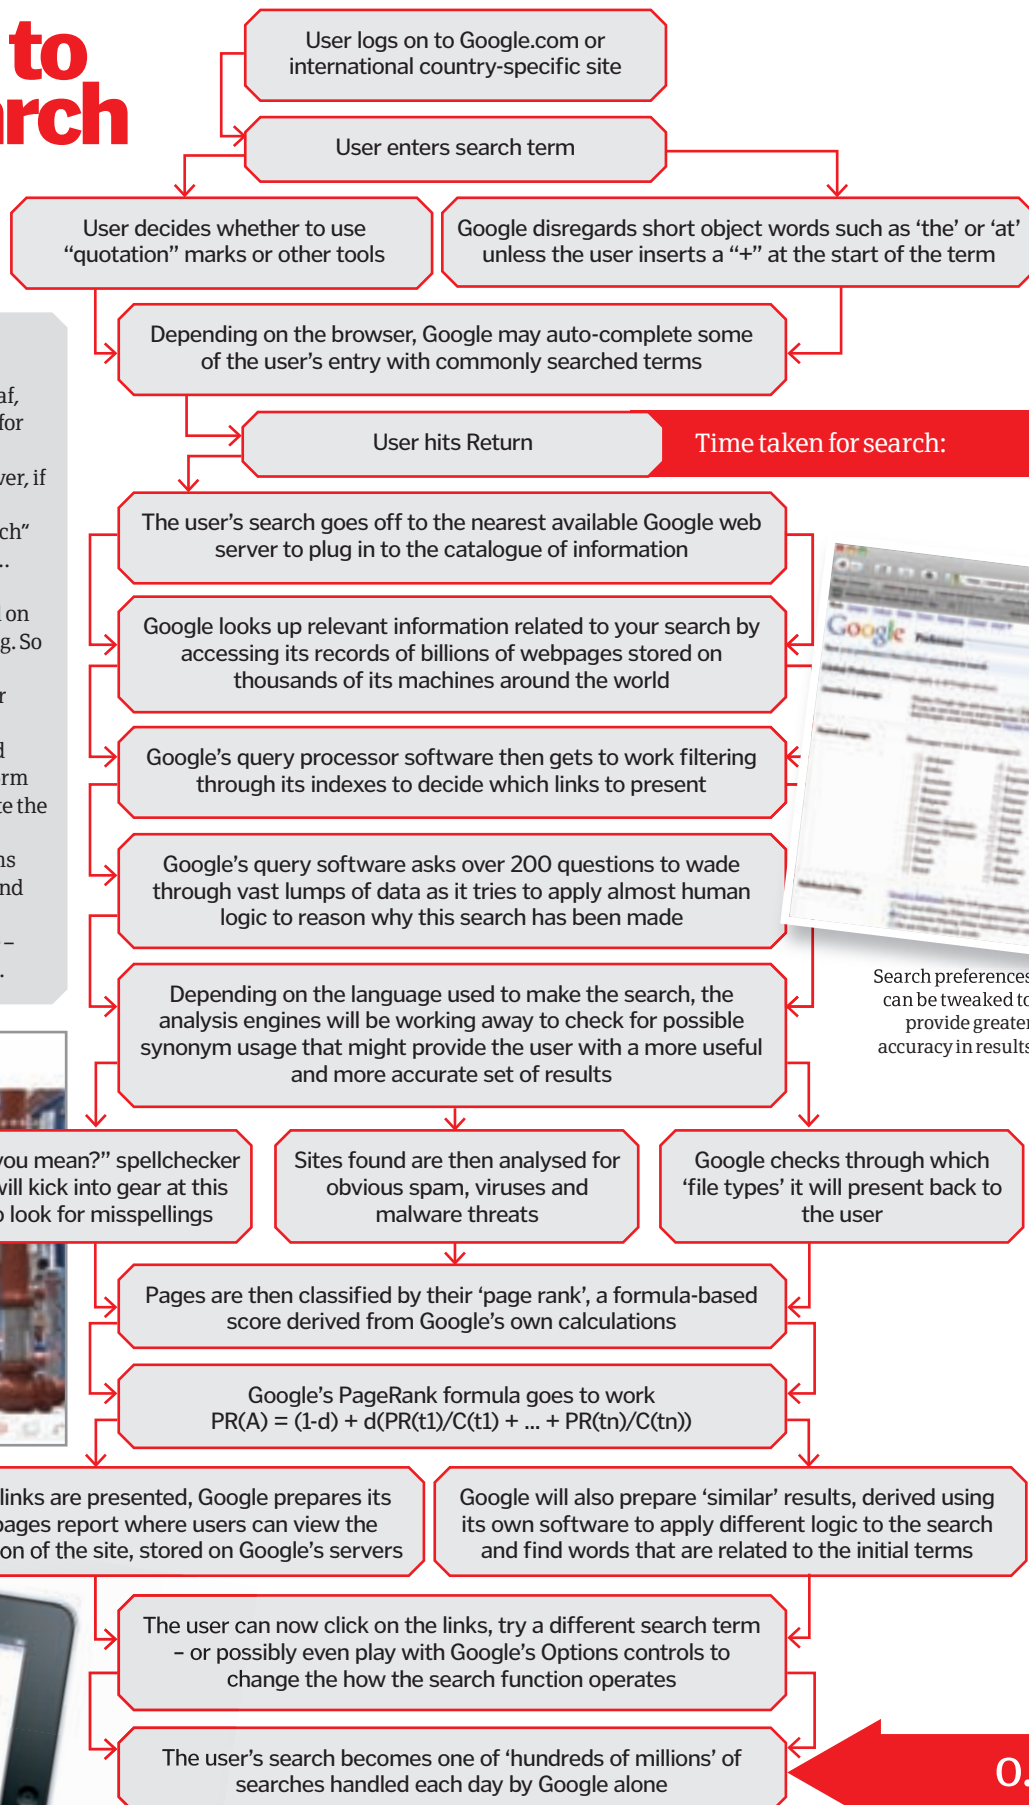 to
arch
User logs on to Google.com or
international country-specific site
User enters search term
User decides whether to use
“quotation” marks or other tools
Google disregards short object words such as ‘the’ or ‘at’
unless the user inserts a “+” at the start of the term
Depending on the browser, Google may auto-complete some
of the user’s entry with commonly searched terms
User hits Return
Time taken for search:
af,
for
ver, if
ch”
...
on
g. So
r
d
rm
te the
ns
nd
–
.
The user’s search goes off to the nearest available Google web
server to plug in to the catalogue of information
Google looks up relevant information related to your search by
accessing its records of billions of webpages stored on
thousands of its machines around the world
Google’s query processor software then gets to work filtering
through its indexes to decide which links to present
Google’s query software asks over 200 questions to wade
through vast lumps of data as it tries to apply almost human
logic to reason why this search has been made
Google Preferences
Search preferences
can be tweaked to
provide greater
accuracy in results
Depending on the language used to make the search, the
analysis engines will be working away to check for possible
synonym usage that might provide the user with a more useful
and more accurate set of results
you mean?” spellchecker
will kick into gear at this
o look for misspellings
Sites found are then analysed for
obvious spam, viruses and
malware threats
Google checks through which
‘file types’ it will present back to
the user
Pages are then classified by their ‘page rank’, a formula-based
score derived from Google’s own calculations
Google’s PageRank formula goes to work
PR(A) = (1-d) + d(PR(t1)/C(t1) + ... + PR(tn)/C(tn))
links are presented, Google prepares its
pages report where users can view the
on of the site, stored on Google’s servers
Google will also prepare ‘similar’ results, derived using
its own software to apply different logic to the search
and find words that are related to the initial terms
The user can now click on the links, try a different search term
– or possibly even play with Google’s Options controls to
change the how the search function operates
The user’s search becomes one of ‘hundreds of millions’ of
searches handled each day by Google alone
0.